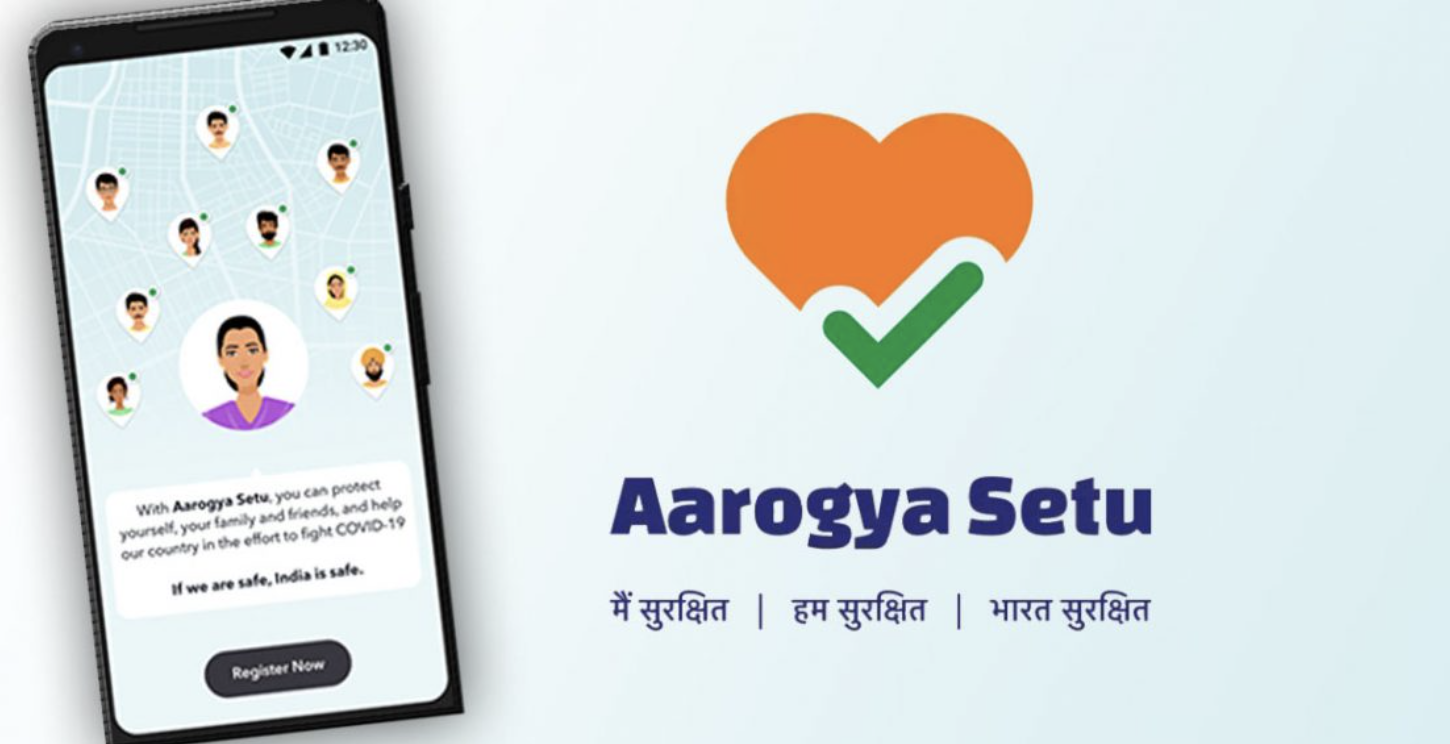 12:30
With Aarogya Setu, you can protect
yourself, your family and friends, and help
our country in the effort to fight COVID-19
If we are safe, India is safe.
Register Now
Aarogya Setu
मैं सुरक्षित | हम सुरक्षित | भारत सुरक्षित